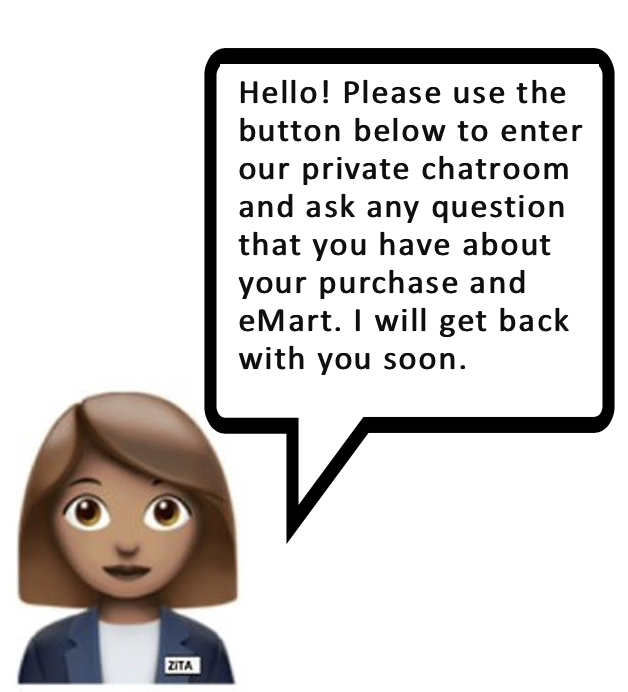 Hello! Please use the
button below to enter
our private chatroom
and ask any question
that you have about
your purchase and
eMart. I will get back
with you soon.
ZiTA